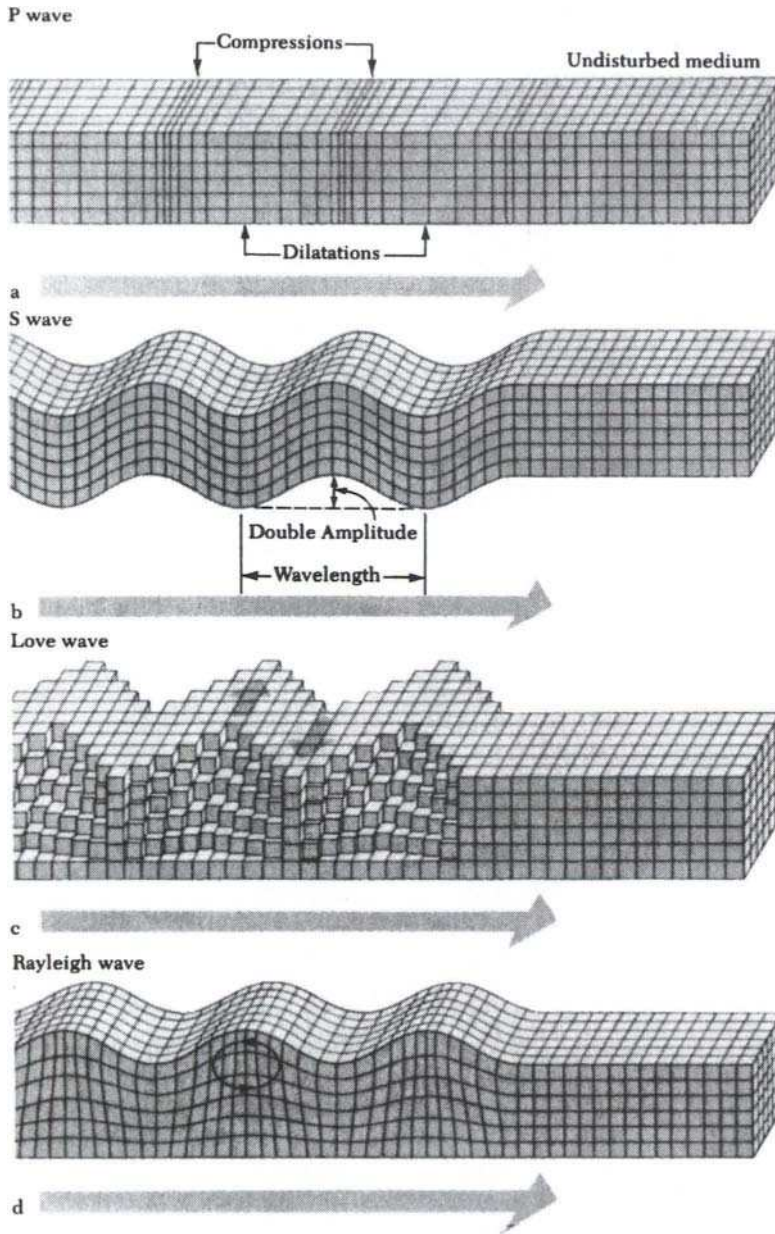 P wave
Compressions
Undisturbed medium
Dilatations
a
S wave
Double Amplitude
Wavelength
b
Love wave
c
Rayleigh wave
d